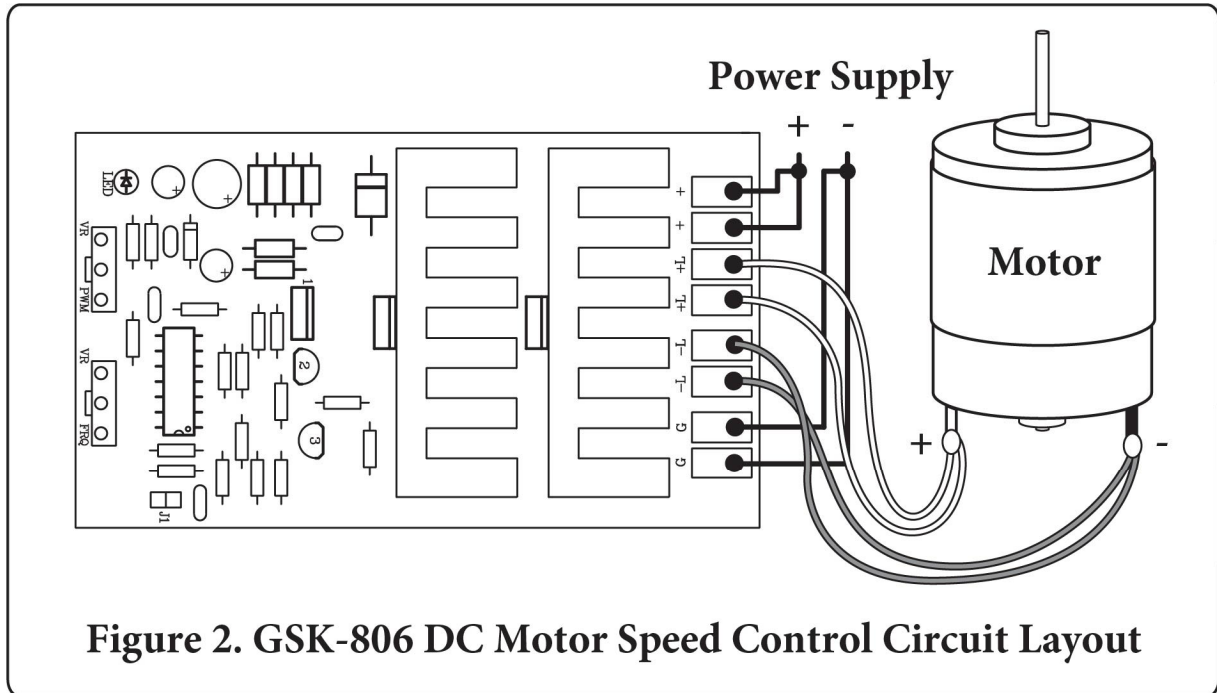 Power Supply
+ -
LED
+
+
VR
PWM
VR
FRQ
J1
1
2
3
+
+
+L
+L
-L
-L
G
G
Motor
+ -
Figure 2. GSK-806 DC Motor Speed Control Circuit Layout